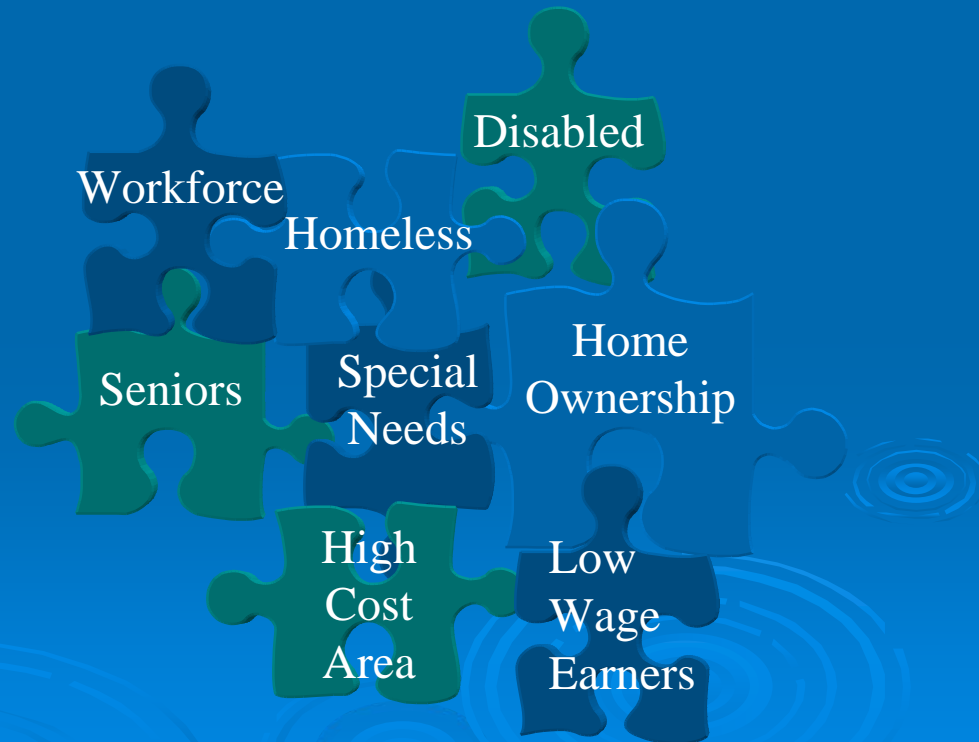 Disabled
Workforce
Homeless
Home
Ownership
Seniors
Special
Needs
High
Cost
Area
Low
Wage
Earners